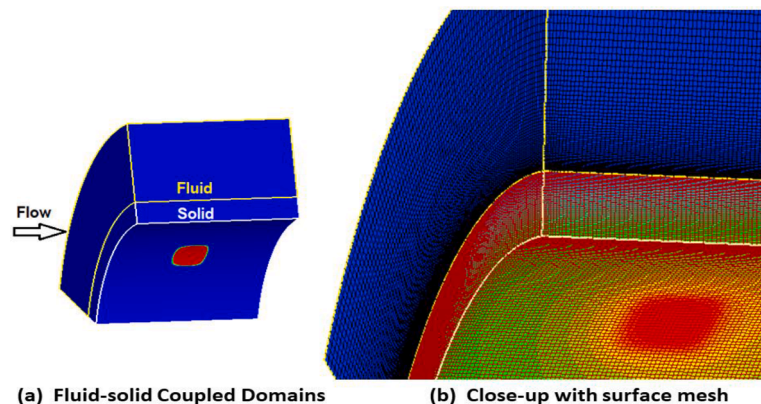 Fluid
Solid
Flow
(a) Fluid-solid Coupled Domains
(b) Close-up with surface mesh